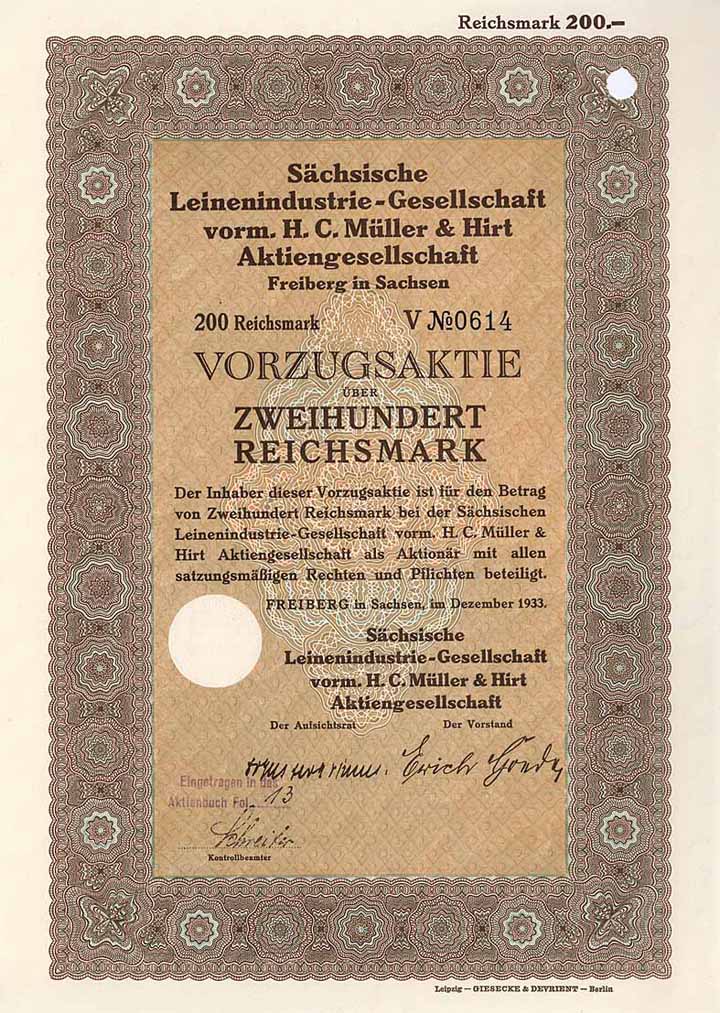 Reichsmark 200.—
Sächsische
Leinenindustrie-Gesellschaft
vorm. H. C. Müller & Hirt
Aktiengesellschaft
Freiberg in Sachsen
200 Reichsmark V №0614
VORZUGSAKTIE
ÜBER
ZWEIHUNDERT
REICHSMARK
Der Inhaber dieser Vorzugsaktie ist für den Betrag
von Zweihundert Reichsmark bei der Sächsischen
Leinenindustrie-Gesellschaft vorm. H. C. Müller &
Hirt Aktiengesellschaft als Aktionär mit allen
satzungsmäßigen Rechten und Pflichten beteiligt.
FREIBERG in Sachsen, im Dezember 1933.
Sächsische
Leinenindustrie-Gesellschaft
vorm. H. C. Müller & Hirt
Aktiengesellschaft
Der Aufsichtsrat Der Vorstand
Erich
Eingetragen in das
Aktienbuch Fol. 13
Schreiter
Kontrollbeamter
Leipzig — GIESECKE & DEVRIENT — Berlin